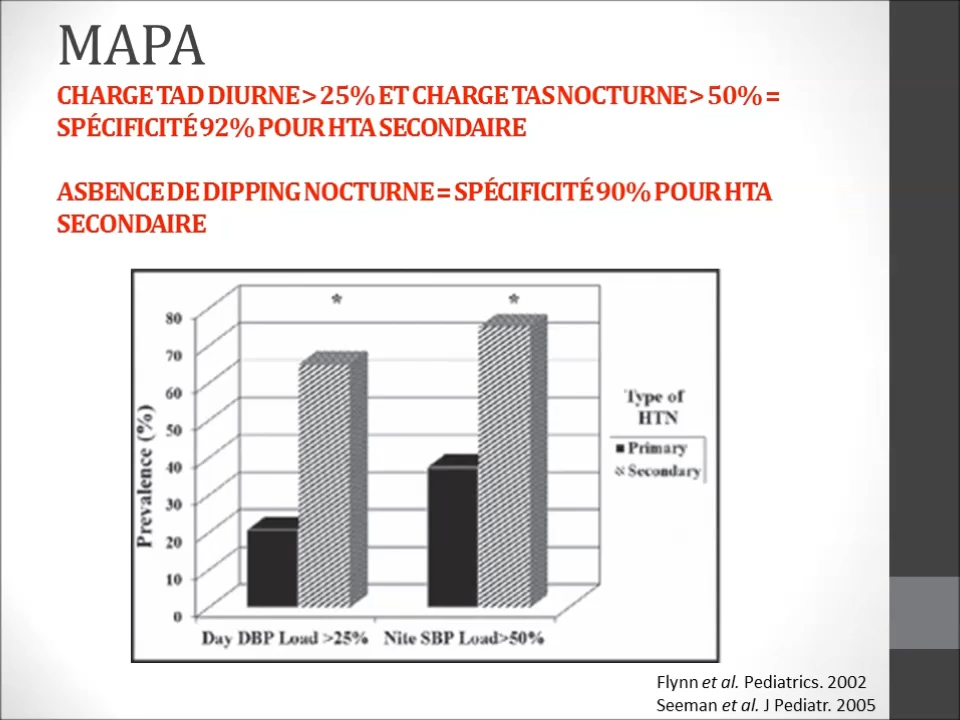 MAPA
CHARGE TAD DIURNE > 25% ET CHARGE TAS NOCTURNE > 50% =
SPÉCIFICITÉ 92% POUR HTA SECONDAIRE
ASBENCE DE DIPPING NOCTURNE = SPÉCIFICITÉ 90% POUR HTA
SECONDAIRE
* *
80
70
60
50
40
30
20
10
0
Prevalence (%)
Type of
HTN
Primary
Secondary
Day DBP Load >25% Nite SBP Load>50%
Flynn et al. Pediatrics. 2002
Seeman et al. J Pediatr. 2005